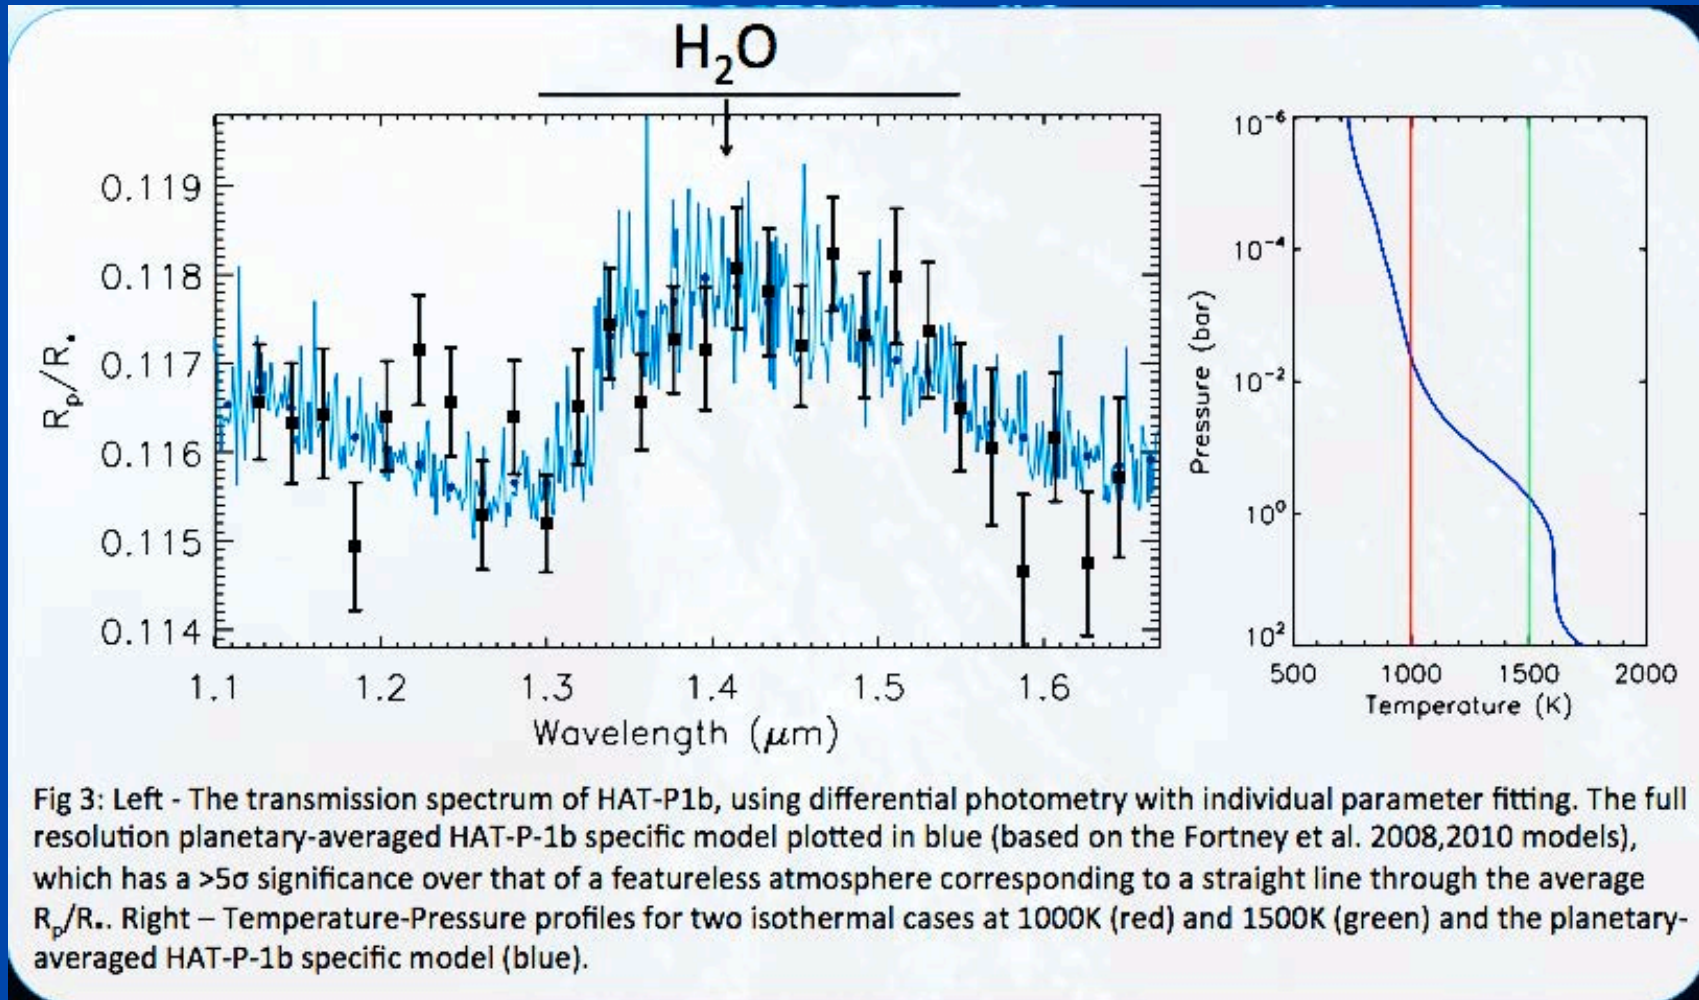 H₂O
0.119
0.118
0.117
0.116
0.115
0.114
Rp/R⋆
1.1 1.2 1.3 1.4 1.5 1.6
Wavelength (μm)
10⁻⁶
10⁻⁴
10⁻²
10⁰
10²
Pressure (bar)
500 1000 1500 2000
Temperature (K)
Fig 3: Left - The transmission spectrum of HAT-P1b, using differential photometry with individual parameter fitting. The full
resolution planetary-averaged HAT-P-1b specific model plotted in blue (based on the Fortney et al. 2008,2010 models),
which has a >5σ significance over that of a featureless atmosphere corresponding to a straight line through the average
Rp/R⋆. Right – Temperature-Pressure profiles for two isothermal cases at 1000K (red) and 1500K (green) and the planetary-
averaged HAT-P-1b specific model (blue).